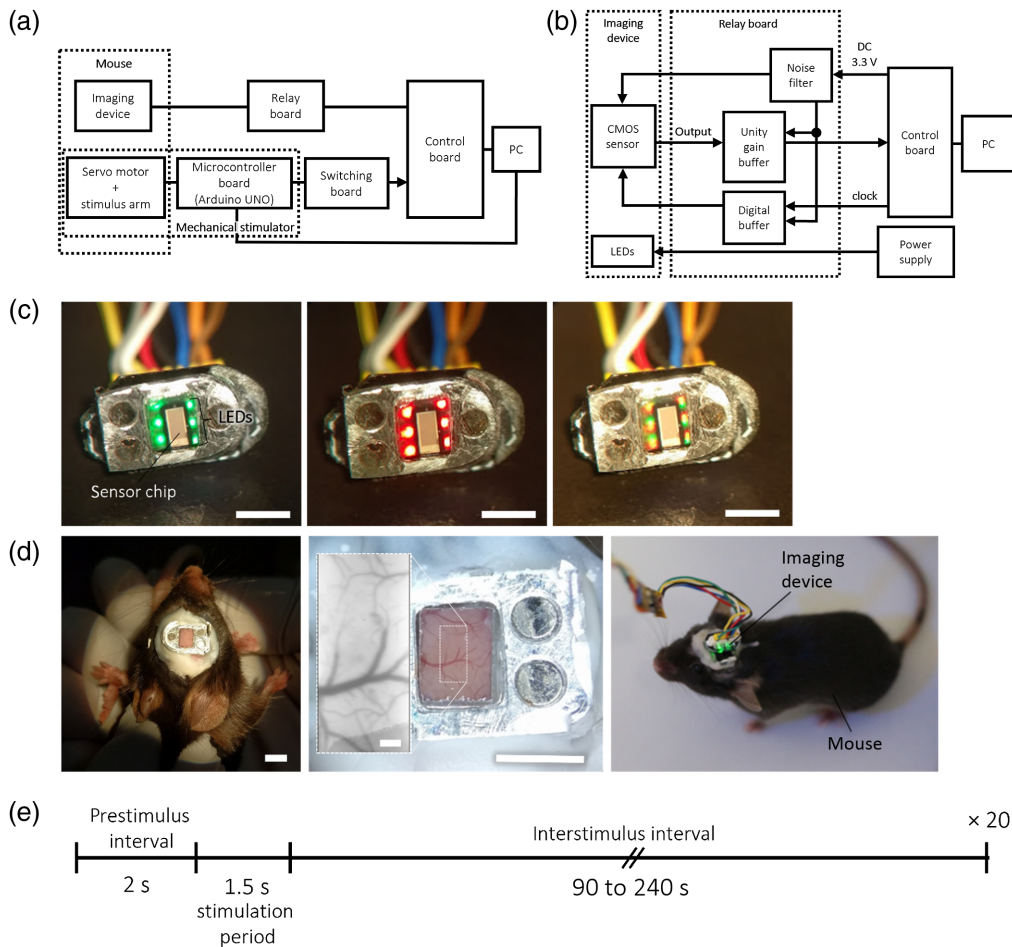 (a)
Mouse
Imaging
device
Relay
board
Control
board
PC
Servo motor
+
stimulus arm
Microcontroller
board
(Arduino UNO)
Switching
board
Mechanical stimulator
(b)
Imaging
device
Relay board
DC
3.3 V
Noise
filter
CMOS
sensor
Output
Unity
gain
buffer
Control
board
PC
clock
Digital
buffer
LEDs
Power
supply
(c)
LEDs
Sensor chip
(d)
Imaging
device
Mouse
(e)
Prestimulus
interval
Interstimulus interval
× 20
2 s
1.5 s
stimulation
period
90 to 240 s